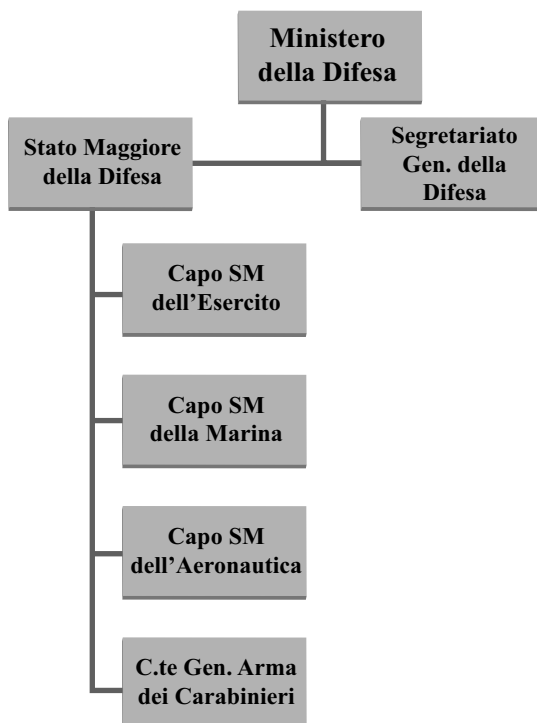 Ministero
della Difesa
Stato Maggiore
della Difesa
Segretariato
Gen. della
Difesa
Capo SM
dell’Esercito
Capo SM
della Marina
Capo SM
dell’Aeronautica
C.te Gen. Arma
dei Carabinieri